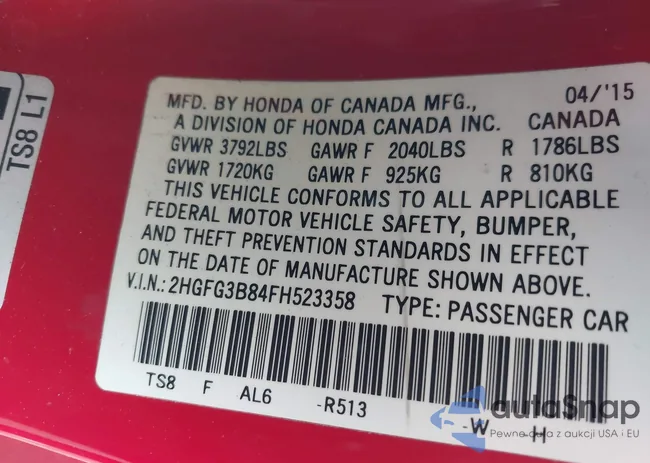 TS8 L1
MFD. BY HONDA OF CANADA MFG., 04/'15
A DIVISION OF HONDA CANADA INC. CANADA
GVWR 3792LBS GAWR F 2040LBS R 1786LBS
GVWR 1720KG GAWR F 925KG R 810KG
THIS VEHICLE CONFORMS TO ALL APPLICABLE
FEDERAL MOTOR VEHICLE SAFETY, BUMPER,
AND THEFT PREVENTION STANDARDS IN EFFECT
ON THE DATE OF MANUFACTURE SHOWN ABOVE.
V.I.N.: 2HGFG3B84FH523358 TYPE: PASSENGER CAR
TS8 F AL6 -R513 -W -H
autaSnap
Pewne auta z aukcji USA i EU